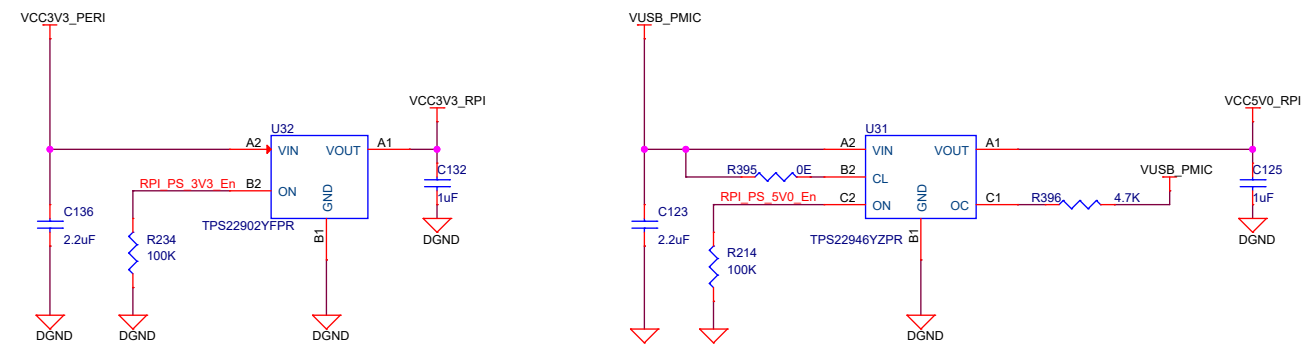 VCC3V3_PERI
VCC3V3_RPI
U32
A2
VIN
VOUT
A1
RPI_PS_3V3_En
B2
ON
GND
B1
TPS22902YFPR
C132
1uF
DGND
C136
2.2uF
R234
100K
DGND
DGND
DGND
VUSB_PMIC
VCC5V0_RPI
U31
A2
VIN
VOUT
A1
R395
0E
B2
CL
RPI_PS_5V0_En
C2
ON
GND
OC
C1
R396
4.7K
VUSB_PMIC
B1
TPS22946YZPR
C125
1uF
DGND
C123
2.2uF
R214
100K
DGND